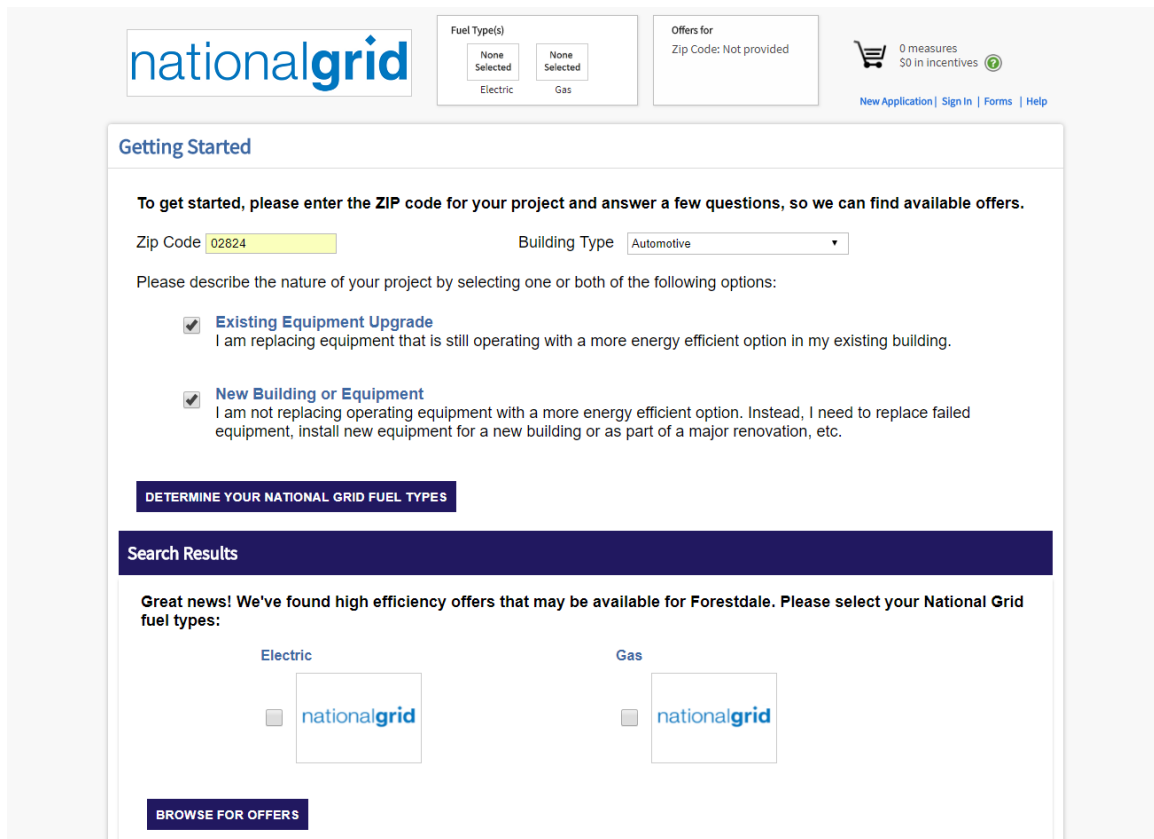 nationalgrid
Fuel Type(s)
None
Selected
None
Selected
Electric
Gas
Offers for
Zip Code: Not provided
0 measures
$0 in incentives ?
New Application | Sign In | Forms | Help
Getting Started
To get started, please enter the ZIP code for your project and answer a few questions, so we can find available offers.
Zip Code 02824
Building Type Automotive
Please describe the nature of your project by selecting one or both of the following options:
Existing Equipment Upgrade
I am replacing equipment that is still operating with a more energy efficient option in my existing building.
New Building or Equipment
I am not replacing operating equipment with a more energy efficient option. Instead, I need to replace failed
equipment, install new equipment for a new building or as part of a major renovation, etc.
DETERMINE YOUR NATIONAL GRID FUEL TYPES
Search Results
Great news! We've found high efficiency offers that may be available for Forestdale. Please select your National Grid
fuel types:
Electric
Gas
nationalgrid
nationalgrid
BROWSE FOR OFFERS